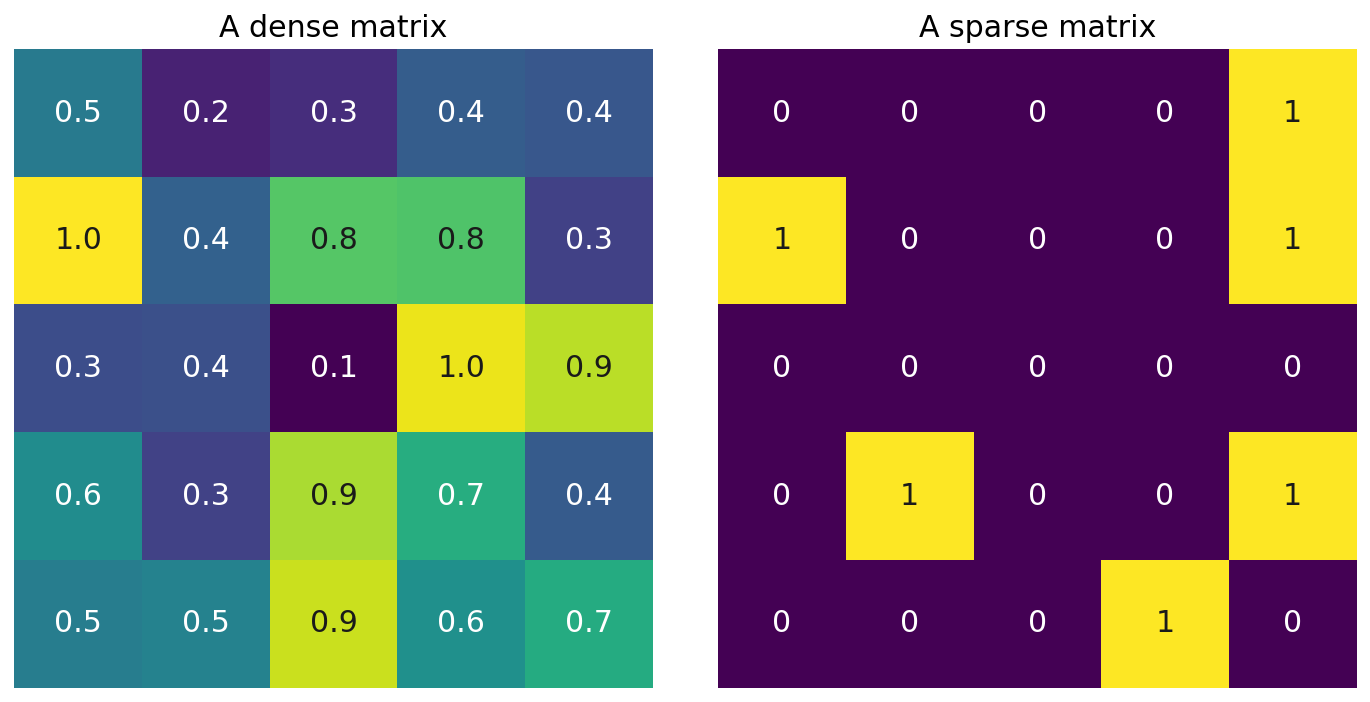 A dense matrix
0.5 0.2 0.3 0.4 0.4
1.0 0.4 0.8 0.8 0.3
0.3 0.4 0.1 1.0 0.9
0.6 0.3 0.9 0.7 0.4
0.5 0.5 0.9 0.6 0.7
A sparse matrix
0 0 0 0 1
1 0 0 0 1
0 0 0 0 0
0 1 0 0 1
0 0 0 1 0